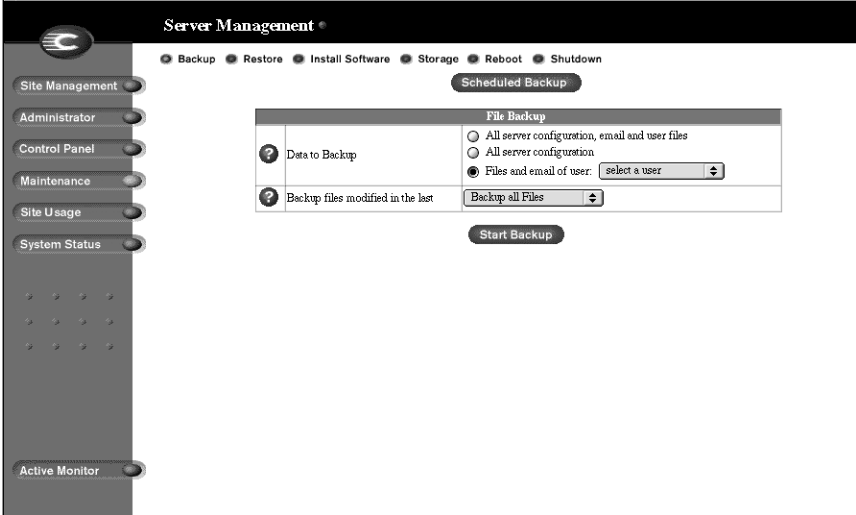 Server Management
Backup Restore Install Software Storage Reboot Shutdown
Scheduled Backup
Site Management
Administrator
Control Panel
Maintenance
Site Usage
System Status
Active Monitor
File Backup
? Data to Backup
All server configuration, email and user files
All server configuration
Files and email of user: select a user
? Backup files modified in the last Backup all Files
Start Backup